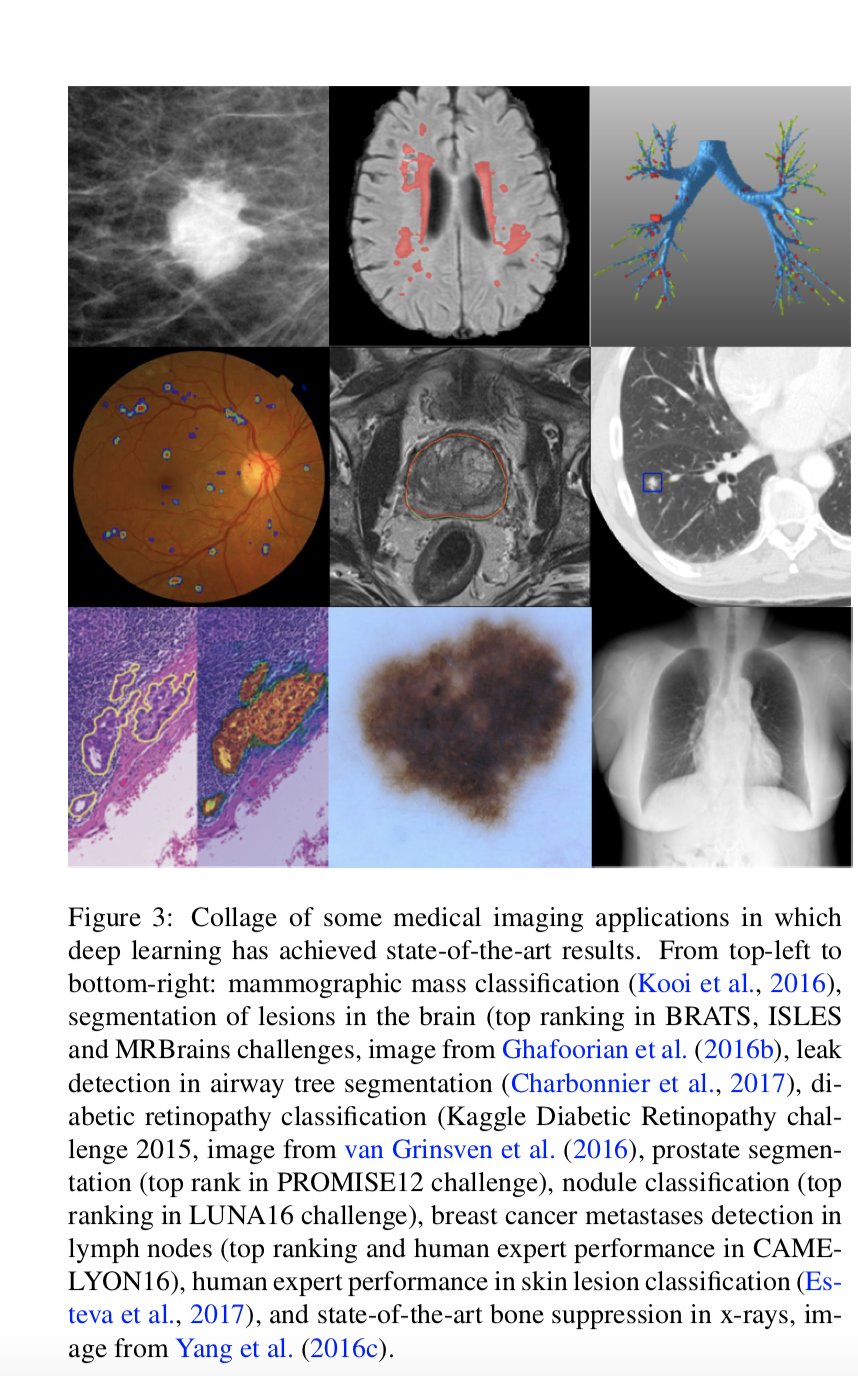 Figure 3: Collage of some medical imaging applications in which
deep learning has achieved state-of-the-art results. From top-left to
bottom-right: mammographic mass classification (Kooi et al., 2016),
segmentation of lesions in the brain (top ranking in BRATS, ISLES
and MRBrains challenges, image from Ghafoorian et al. (2016b), leak
detection in airway tree segmentation (Charbonnier et al., 2017), di-
abetic retinopathy classification (Kaggle Diabetic Retinopathy chal-
lenge 2015, image from van Grinsven et al. (2016), prostate segmen-
tation (top rank in PROMISE12 challenge), nodule classification (top
ranking in LUNA16 challenge), breast cancer metastases detection in
lymph nodes (top ranking and human expert performance in CAME-
LYON16), human expert performance in skin lesion classification (Es-
teva et al., 2017), and state-of-the-art bone suppression in x-rays, im-
age from Yang et al. (2016c).